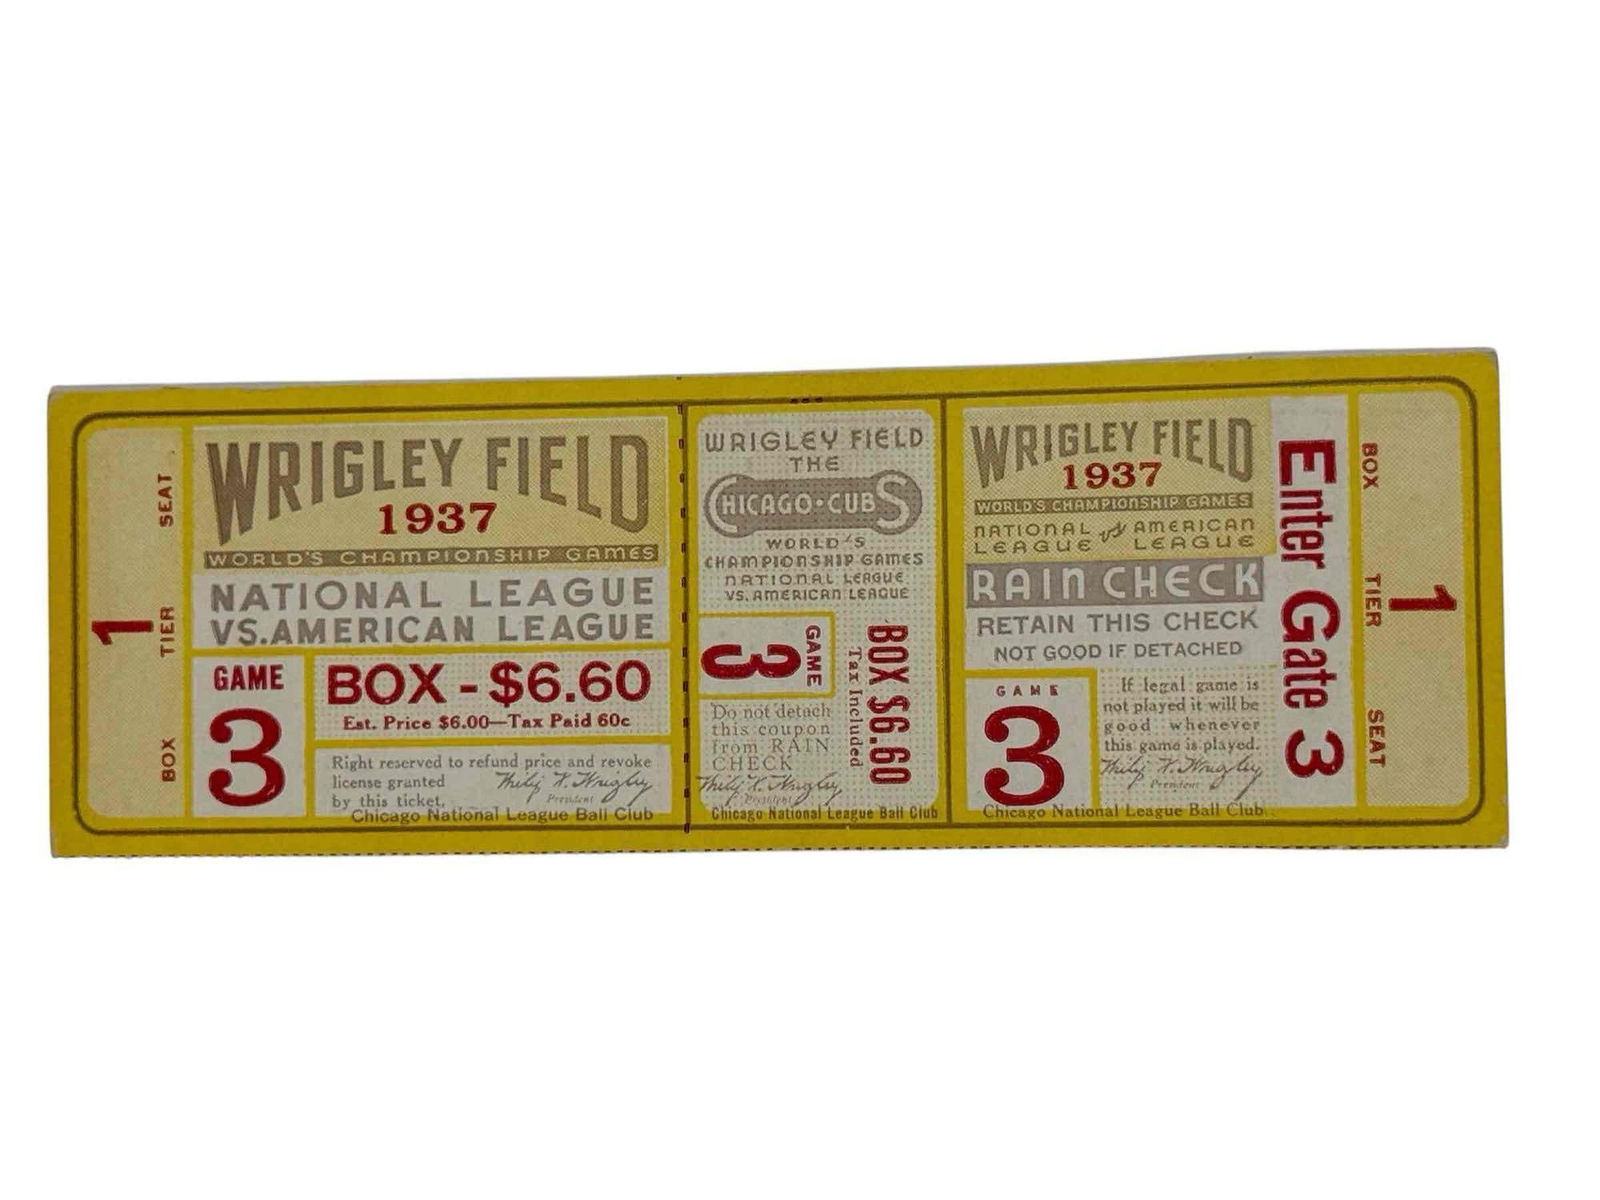 SEAT
1
TIER
BOX
WRIGLEY FIELD
1937
WORLD'S CHAMPIONSHIP GAMES
NATIONAL LEAGUE
VS. AMERICAN LEAGUE
GAME
3
BOX - $6.60
Est. Price $6.00—Tax Paid 60c
Right reserved to refund price and revoke
license granted
by this ticket,
Philip K. Wrigley
President
Chicago National League Ball Club
WRIGLEY FIELD
THE
CHICAGO·CUBS
WORLD'S
CHAMPIONSHIP GAMES
NATIONAL LEAGUE
VS. AMERICAN LEAGUE
GAME
3
BOX $6.60
Tax Included
Do not detach
this coupon
from RAIN
CHECK
Philip K. Wrigley
President
Chicago National League Ball Club
WRIGLEY FIELD
1937
WORLD'S CHAMPIONSHIP GAMES
NATIONAL vs AMERICAN
LEAGUE LEAGUE
RAIN CHECK
RETAIN THIS CHECK
NOT GOOD IF DETACHED
GAME
3
If legal game is
not played it will be
good whenever
this game is played.
Philip K. Wrigley
President
Chicago National League Ball Club
Enter Gate 3
BOX
TIER
1
SEAT